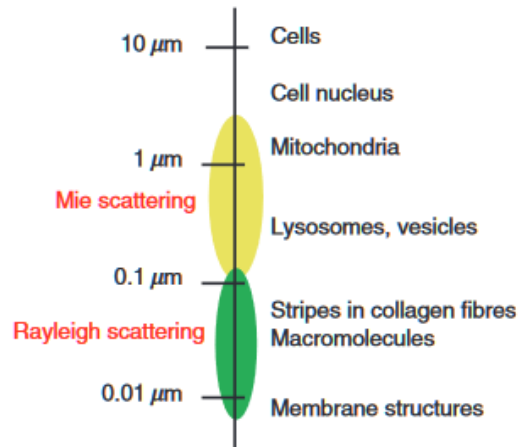 10 μm
Cells
Cell nucleus
1 μm
Mitochondria
Mie scattering
Lysosomes, vesicles
0.1 μm
Stripes in collagen fibres
Rayleigh scattering
Macromolecules
0.01 μm
Membrane structures